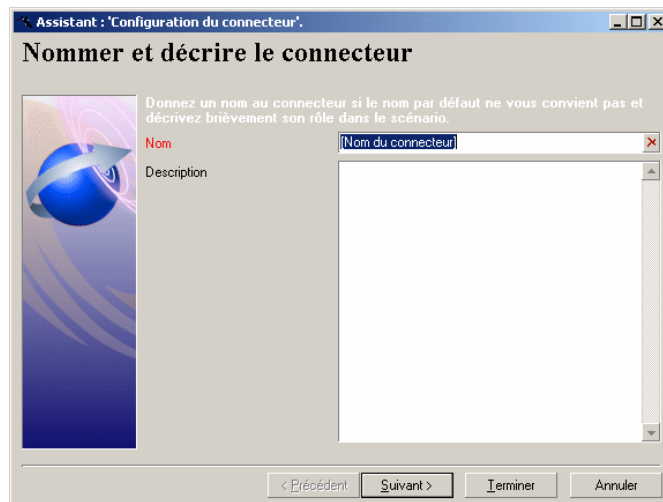 Assistant : 'Configuration du connecteur'.
Nommer et décrire le connecteur
Donnez un nom au connecteur si le nom par défaut ne vous convient pas et
décrivez brièvement son rôle dans le scénario.
Nom
[Nom du connecteur]
Description
< Précédent
Suivant >
Terminer
Annuler